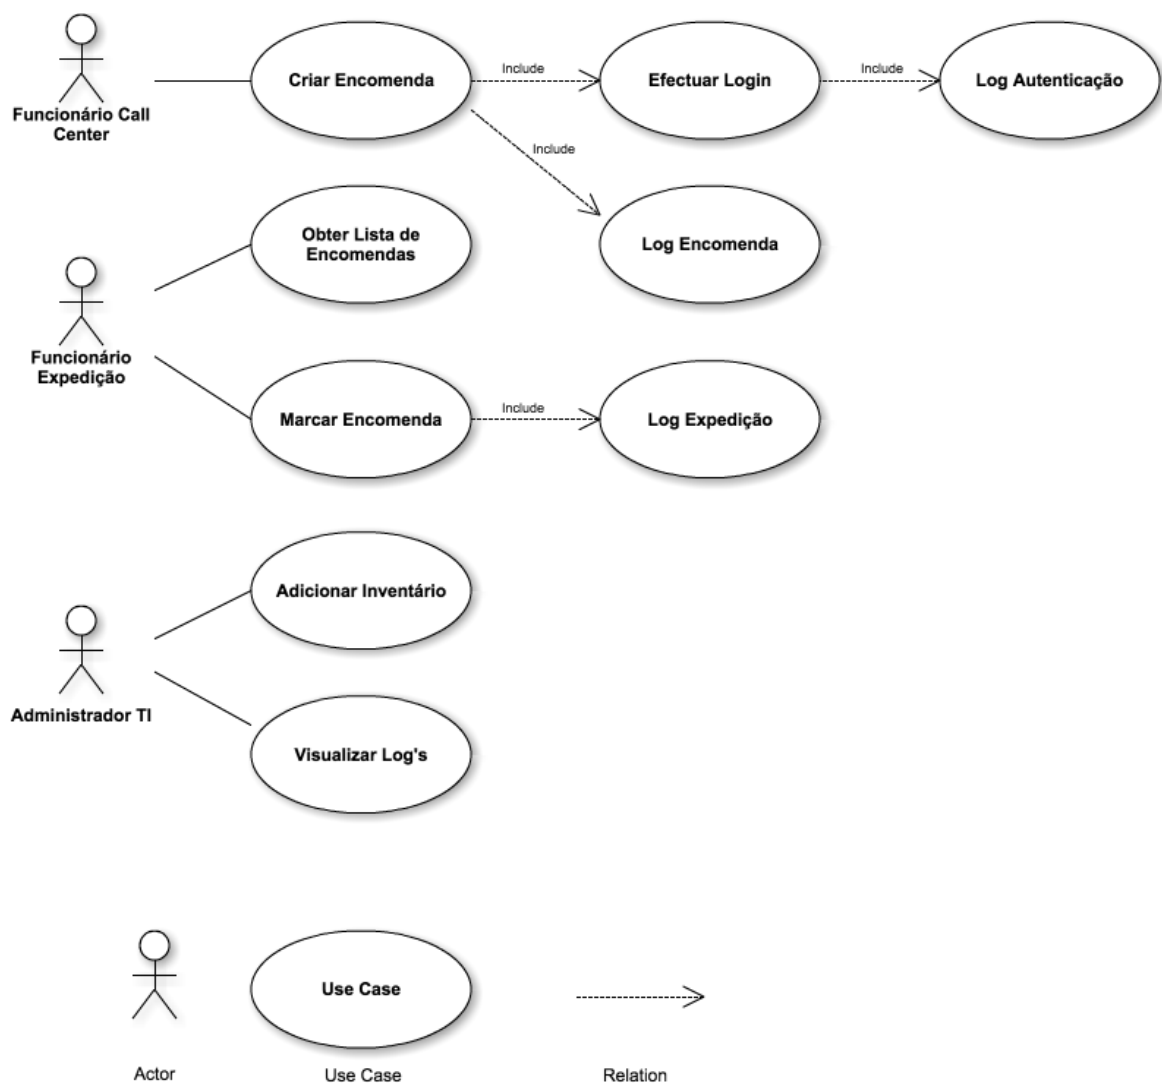 Criar Encomenda
Include
Efectuar Login
Include
Log Autenticação
Funcionário Call
Center
Include
Obter Lista de
Encomendas
Log Encomenda
Funcionário
Expedição
Marcar Encomenda
Include
Log Expedição
Adicionar Inventário
Administrador TI
Visualizar Log's
Use Case
Actor
Use Case
Relation